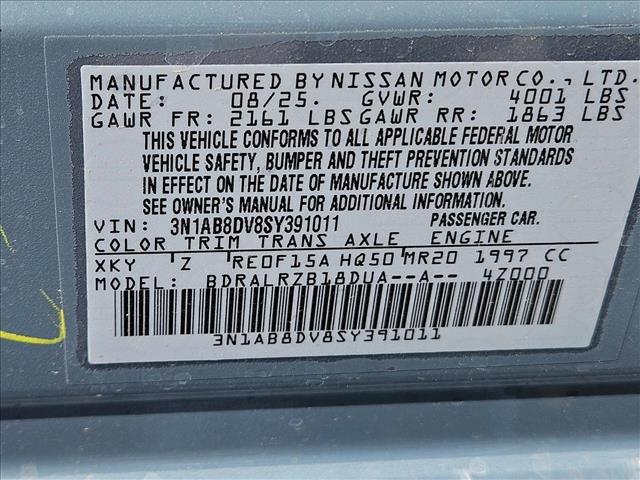 MANUFACTURED BY NISSAN MOTOR CO., LTD.
DATE: 08/25. GVWR: 4001 LBS
GAWR FR: 2161 LBS GAWR RR: 1863 LBS
THIS VEHICLE CONFORMS TO ALL APPLICABLE FEDERAL MOTOR
VEHICLE SAFETY, BUMPER AND THEFT PREVENTION STANDARDS
IN EFFECT ON THE DATE OF MANUFACTURE SHOWN ABOVE.
SEE OWNER'S MANUAL FOR ADDITIONAL INFORMATION.
VIN: 3N1AB8DV8SY391011 PASSENGER CAR.
COLOR TRIM TRANS AXLE ENGINE
XKY Z RE0F15A HQ50 MR20 1997 CC
MODEL: BDRALRZB18DUA--A-- 4Z000
3N1AB8DV8SY391011